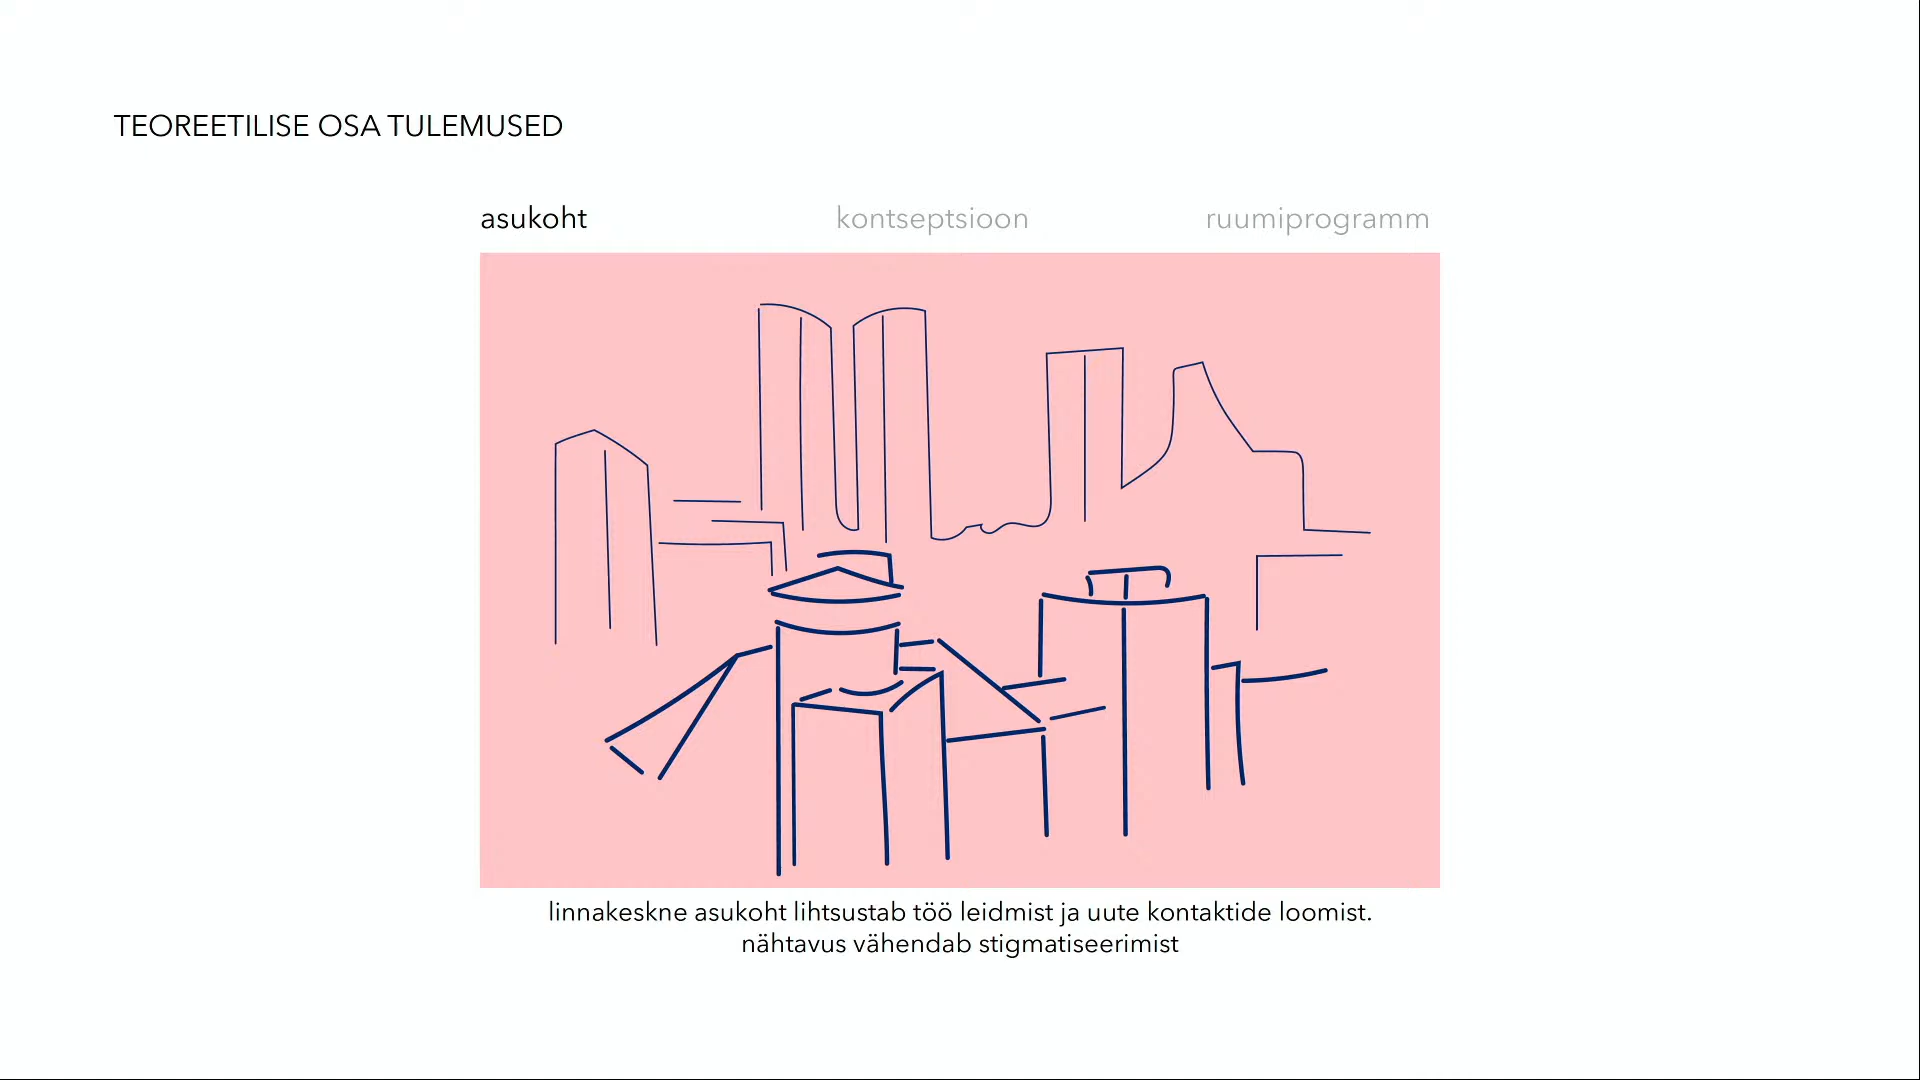 TEOREETILISE OSA TULEMUSED
asukoht kontseptsioon ruumiprogramm
linnakeskne asukoht lihtsustab töö leidmist ja uute kontaktide loomist.
nähtavus vähendab stigmatiseerimist